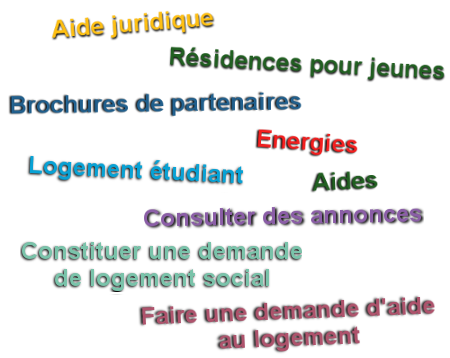 Aide juridique
Résidences pour jeunes
Brochures de partenaires
Energies
Logement étudiant
Aides
Consulter des annonces
Constituer une demande
de logement social
Faire une demande d'aide
au logement